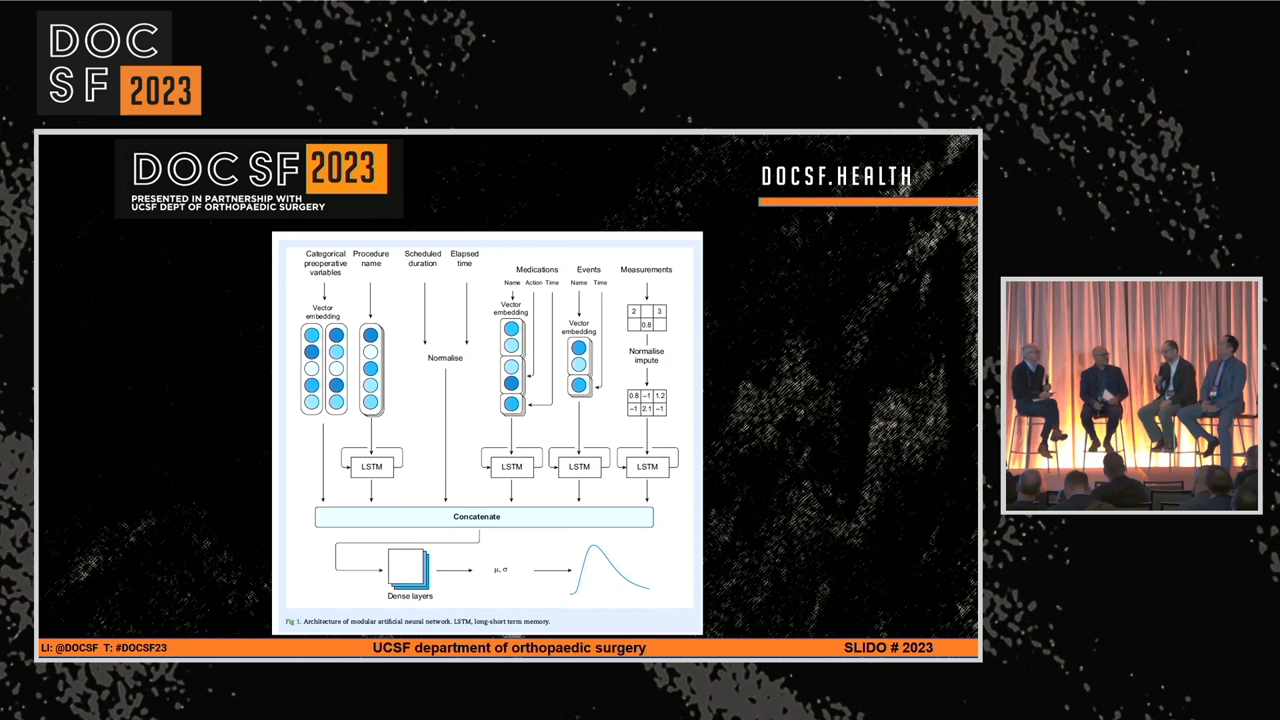 DOC
SF 2023
DOC SF 2023
PRESENTED IN PARTNERSHIP WITH
UCSF DEPT OF ORTHOPAEDIC SURGERY
DOCSF.HEALTH
Categorical
preoperative
variables
Procedure
name
Scheduled
duration
Elapsed
time
Medications
Events
Measurements
Name Action Time
Name Time
Vector
embedding
Vector
embedding
Vector
embedding
2 3
0.8
Normalise
Normalise
impute
0.8 –1 1.2
–1 2.1 –1
LSTM
LSTM
LSTM
LSTM
Concatenate
μ, σ
Dense layers
Fig 1. Architecture of modular artificial neural network. LSTM, long-short term memory.
LI: @DOCSF T: #DOCSF23
UCSF department of orthopaedic surgery
SLIDO # 2023